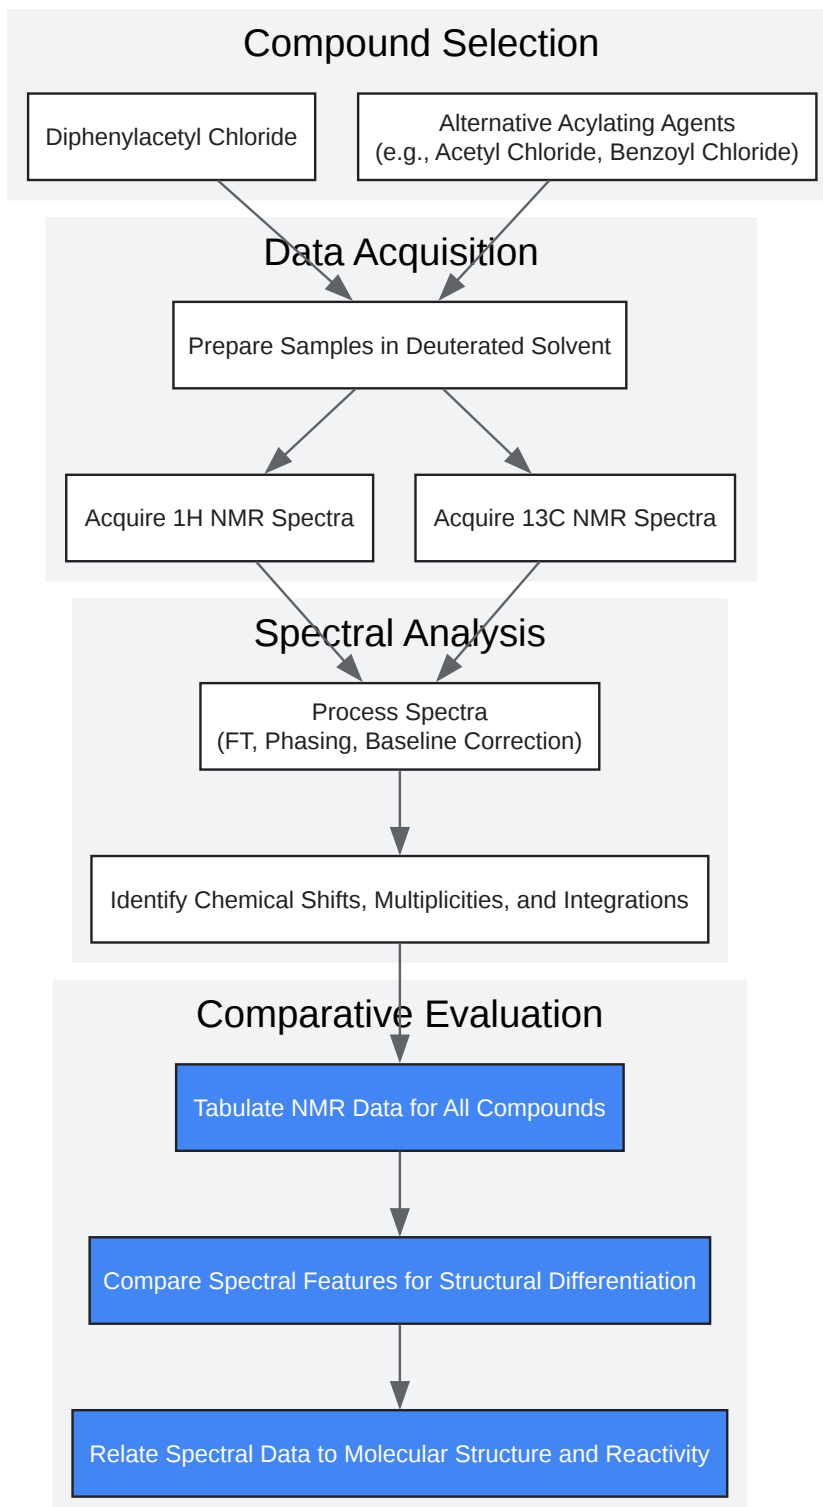 Compound Selection
Diphenylacetyl Chloride
Alternative Acylating Agents
(e.g., Acetyl Chloride, Benzoyl Chloride)
Data Acquisition
Prepare Samples in Deuterated Solvent
Acquire 1H NMR Spectra
Acquire 13C NMR Spectra
Spectral Analysis
Process Spectra
(FT, Phasing, Baseline Correction)
Identify Chemical Shifts, Multiplicities, and Integrations
Comparative Evaluation
Tabulate NMR Data for All Compounds
Compare Spectral Features for Structural Differentiation
Relate Spectral Data to Molecular Structure and Reactivity